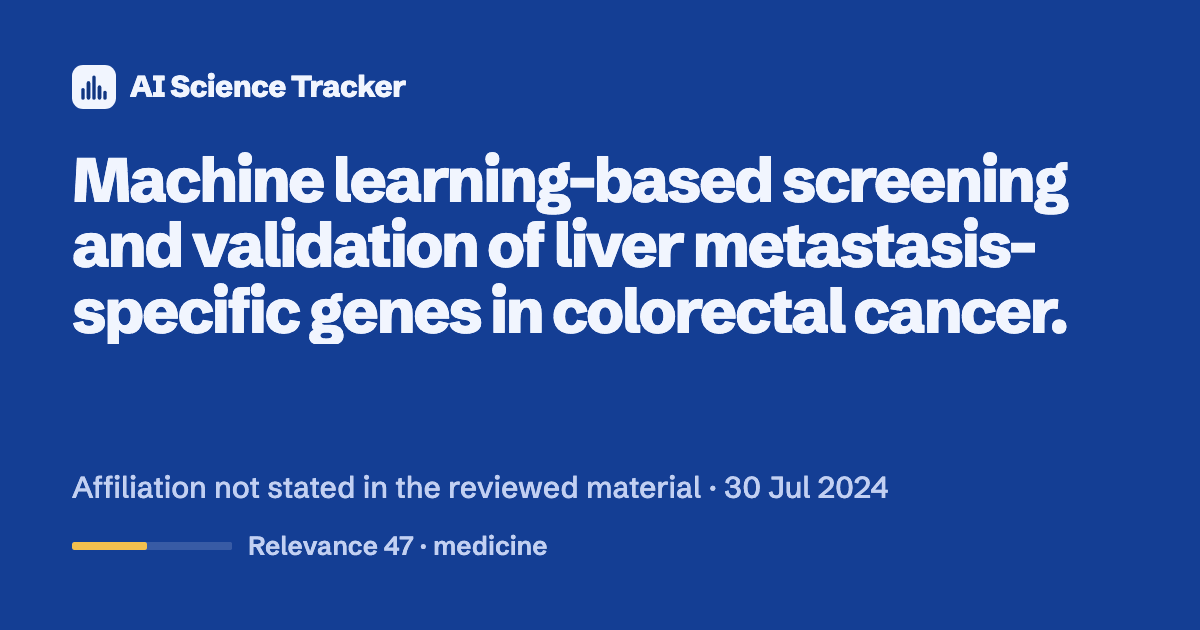 AI Science Tracker
Machine learning-based screening
and validation of liver metastasis-
specific genes in colorectal cancer.
Affiliation not stated in the reviewed material · 30 Jul 2024
Relevance 47 · medicine